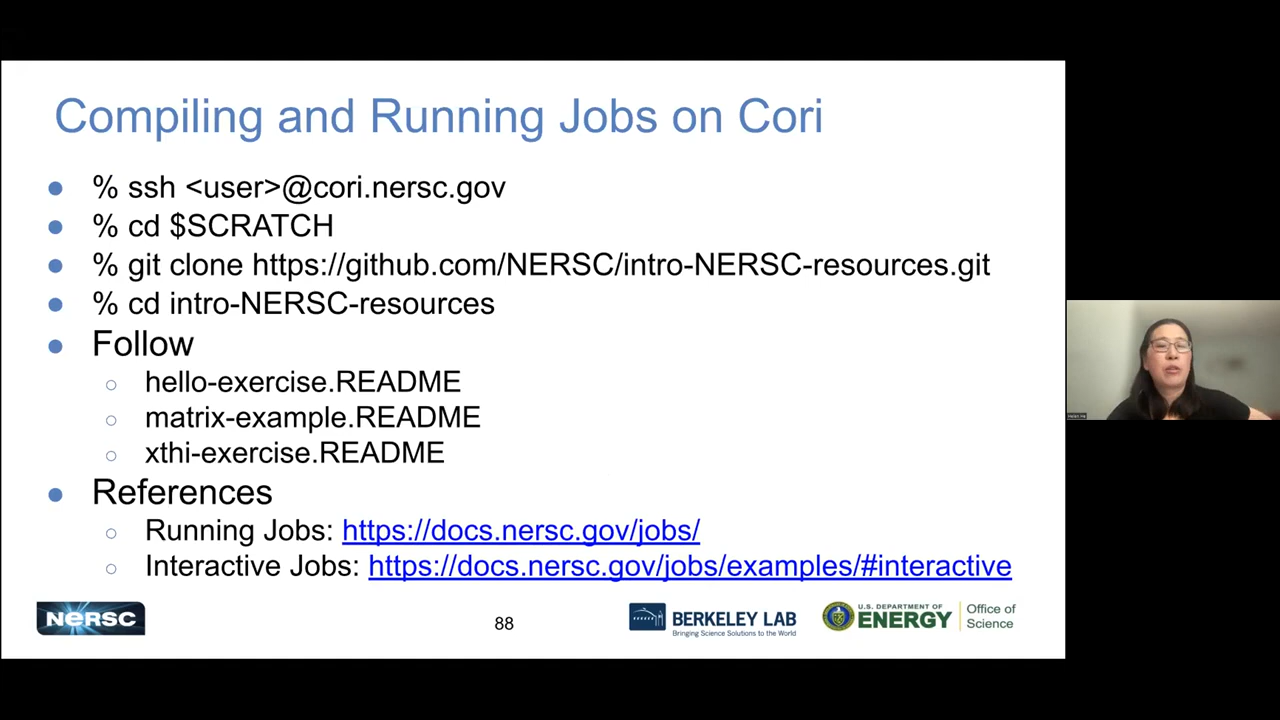 Compiling and Running Jobs on Cori
● % ssh <user>@cori.nersc.gov
● % cd $SCRATCH
● % git clone https://github.com/NERSC/intro-NERSC-resources.git
● % cd intro-NERSC-resources
● Follow
○ hello-exercise.README
○ matrix-example.README
○ xthi-exercise.README
● References
○ Running Jobs: https://docs.nersc.gov/jobs/
○ Interactive Jobs: https://docs.nersc.gov/jobs/examples/#interactive
NERSC
88
BERKELEY LAB
Bringing Science Solutions to the World
U.S. DEPARTMENT OF
ENERGY
Office of
Science